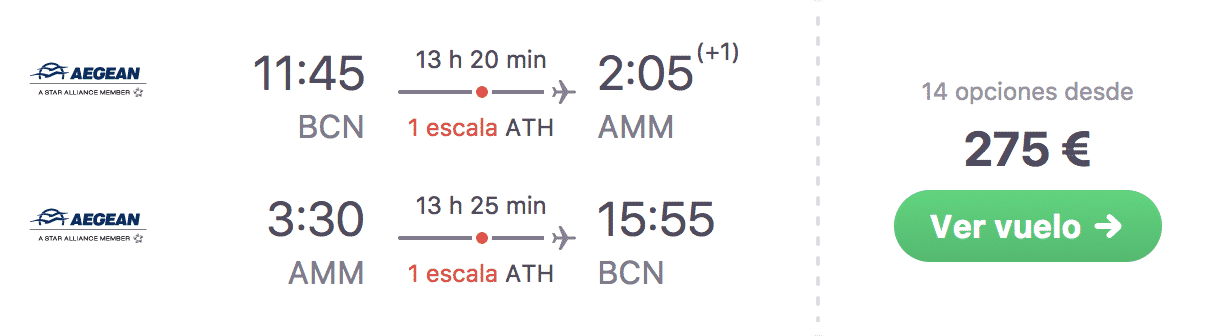 AEGEAN
A STAR ALLIANCE MEMBER
11:45
BCN
13 h 20 min
1 escala ATH
2:05(+1)
AMM
AEGEAN
A STAR ALLIANCE MEMBER
3:30
AMM
13 h 25 min
1 escala ATH
15:55
BCN
14 opciones desde
275 €
Ver vuelo →